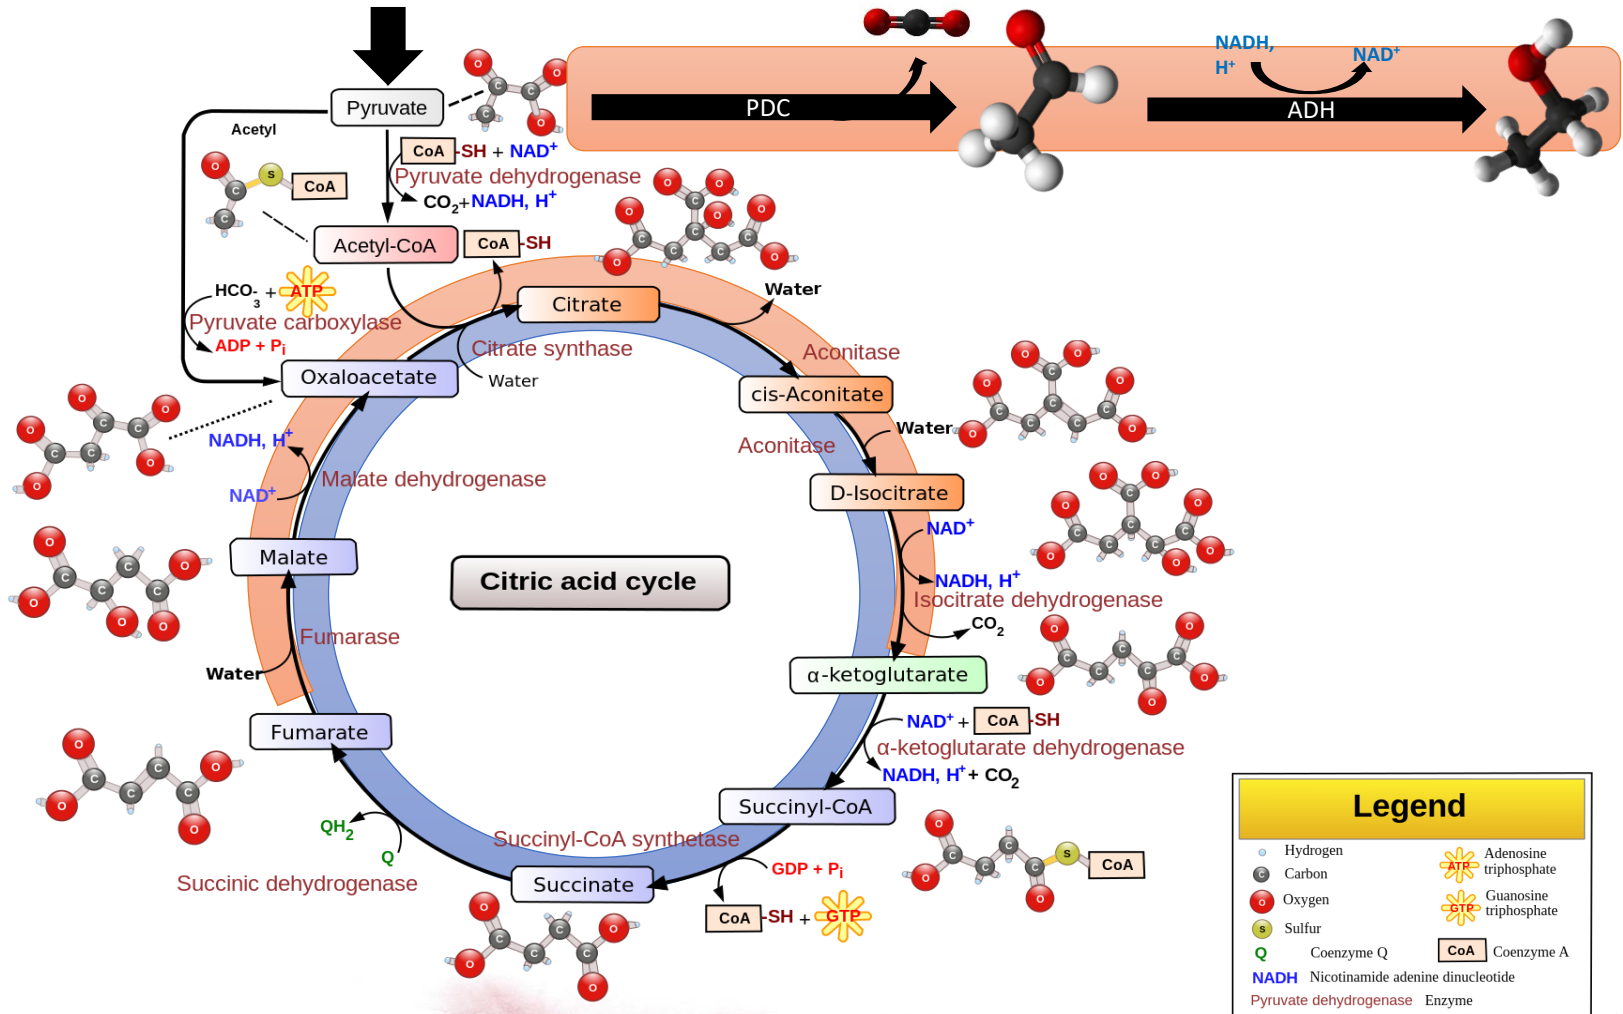 NADH,
H+
NAD+
PDC
ADH
Pyruvate
Acetyl
CoA -SH + NAD+
Pyruvate dehydrogenase
CO2+NADH, H+
S CoA
Acetyl-CoA
CoA -SH
HCO-3 + ATP
Pyruvate carboxylase
ADP + Pi
Citrate
Water
Citrate synthase
Water
Aconitase
Oxaloacetate
cis-Aconitate
Water
Aconitase
NADH, H+
NAD+
Malate dehydrogenase
D-Isocitrate
NAD+
NADH, H+
Isocitrate dehydrogenase
CO2
Malate
Citric acid cycle
Fumarase
Water
α-ketoglutarate
NAD+ + CoA -SH
α-ketoglutarate dehydrogenase
NADH, H+ + CO2
Fumarate
Succinyl-CoA
QH2
Q
Succinyl-CoA synthetase
Succinic dehydrogenase
Succinate
GDP + Pi
CoA -SH + GTP
S CoA
Legend
Hydrogen
C Carbon
O Oxygen
S Sulfur
Q Coenzyme Q
NADH Nicotinamide adenine dinucleotide
Pyruvate dehydrogenase Enzyme
ATP Adenosine
triphosphate
GTP Guanosine
triphosphate
CoA Coenzyme A